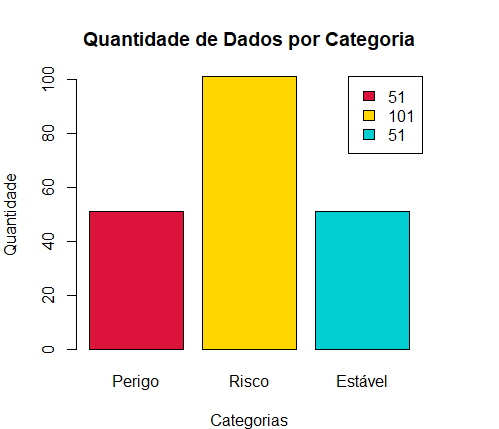 Quantidade de Dados por Categoria
51
101
51
Quantidade
100
80
60
40
20
0
Perigo Risco Estável
Categorias